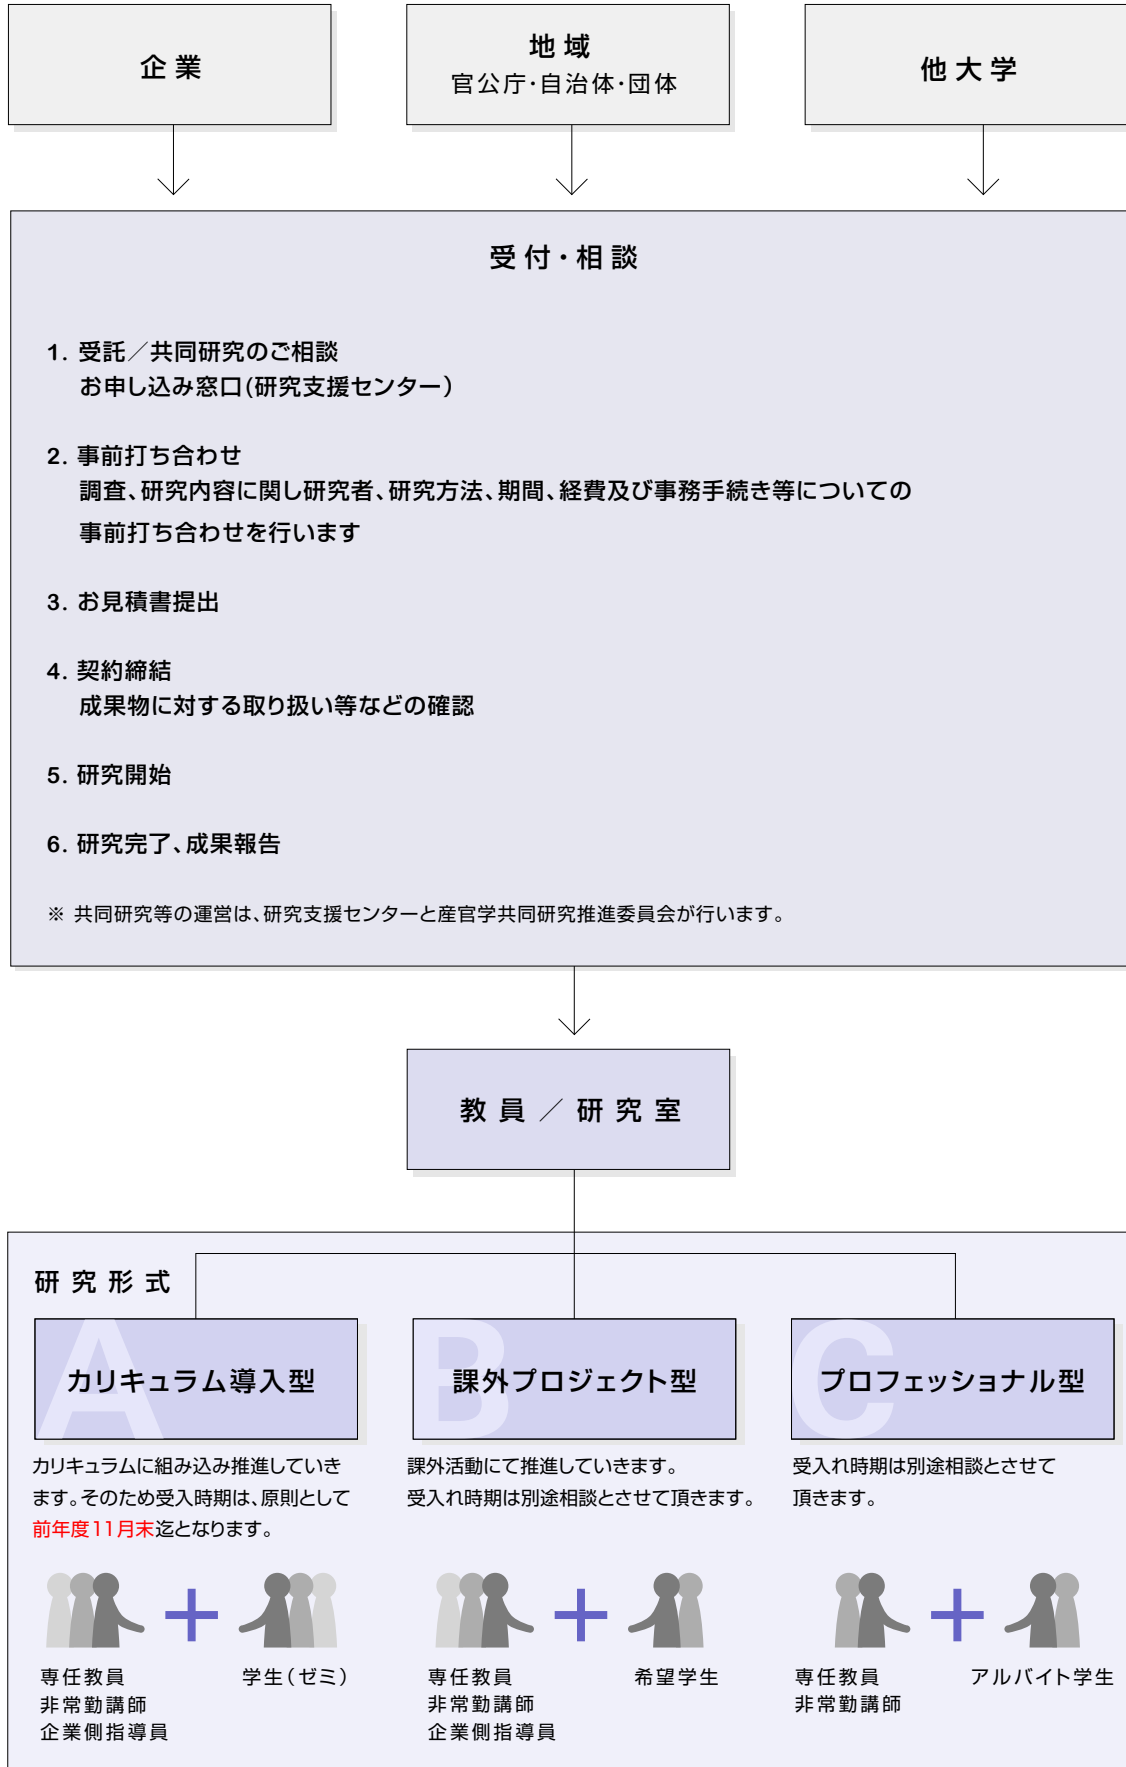 企業
地域
官公庁・自治体・団体
他大学
受付・相談
1. 受託／共同研究のご相談
お申し込み窓口(研究支援センター）
2. 事前打ち合わせ
調査、研究内容に関し研究者、研究方法、期間、経費及び事務手続き等についての
事前打ち合わせを行います
3. お見積書提出
4. 契約締結
成果物に対する取り扱い等などの確認
5. 研究開始
6. 研究完了、成果報告
※ 共同研究等の運営は、研究支援センターと産官学共同研究推進委員会が行います。
教員／研究室
研究形式
A
カリキュラム導入型
カリキュラムに組み込み推進していき
ます。そのため受入時期は、原則として
前年度11月末迄となります。
専任教員
非常勤講師
企業側指導員
学生（ゼミ）
B
課外プロジェクト型
課外活動にて推進していきます。
受入れ時期は別途相談とさせて頂きます。
専任教員
非常勤講師
企業側指導員
希望学生
C
プロフェッショナル型
受入れ時期は別途相談とさせて
頂きます。
専任教員
非常勤講師
アルバイト学生